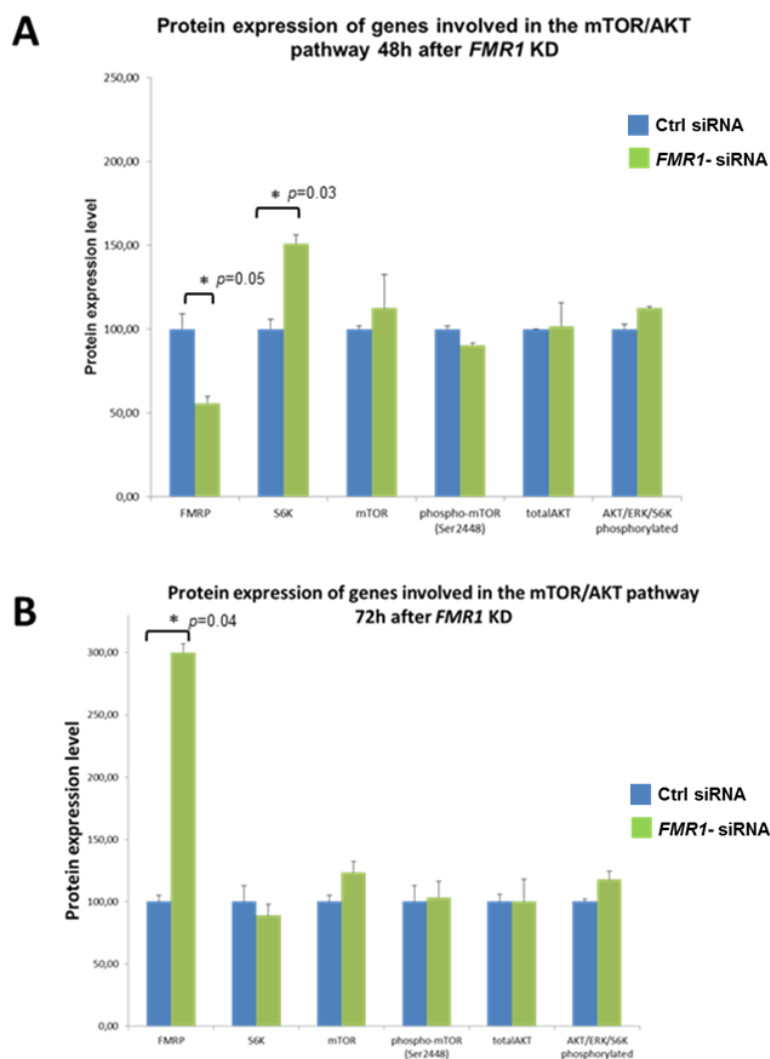 A
Protein expression of genes involved in the mTOR/AKT
pathway 48h after FMR1 KD
250,00
200,00
150,00
100,00
50,00
0,00
Protein expression level
* p=0.05
* p=0.03
Ctrl siRNA
FMR1- siRNA
FMRP
S6K
mTOR
phospho-mTOR
(Ser2448)
totalAKT
AKT/ERK/S6K
phosphorylated
B
Protein expression of genes involved in the mTOR/AKT pathway
72h after FMR1 KD
* p=0.04
300,00
250,00
200,00
150,00
100,00
50,00
0,00
Protein expression level
Ctrl siRNA
FMR1- siRNA
FMRP
S6K
mTOR
phospho-mTOR
(Ser2448)
totalAKT
AKT/ERK/S6K
phosphorylated